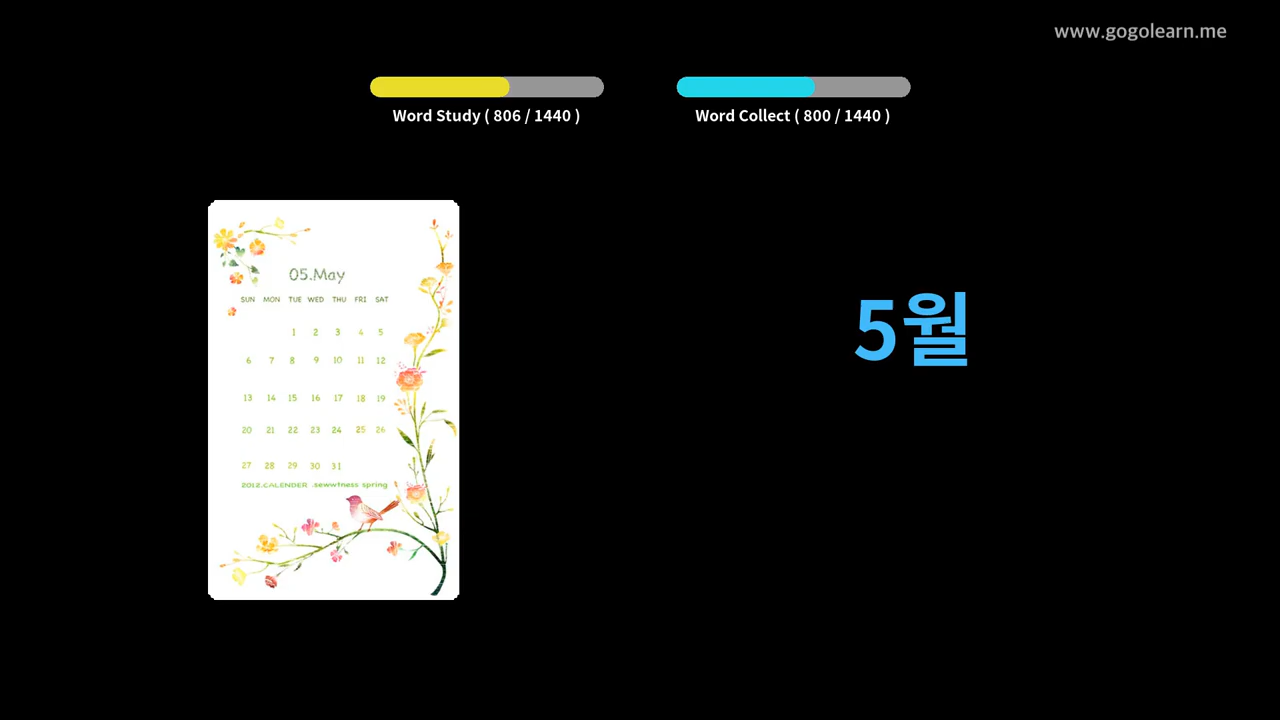 www.gogolearn.me
Word Study ( 806 / 1440 )
Word Collect ( 800 / 1440 )
05.May
SUN MON TUE WED THU FRI SAT
1 2 3 4 5
6 7 8 9 10 11 12
13 14 15 16 17 18 19
20 21 22 23 24 25 26
27 28 29 30 31
2012.CALENDER .sewwtness spring
5월